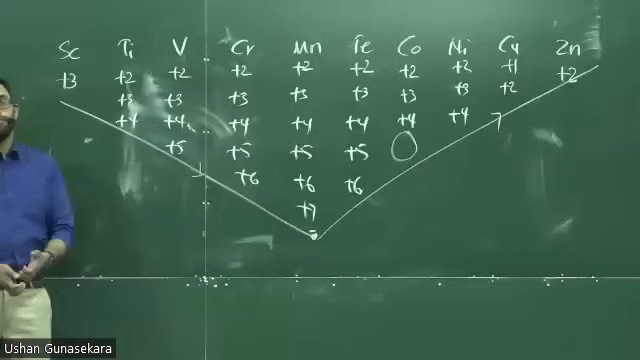 Sc Ti V Cr Mn Fe Co Ni Cu Zn
+3 +2 +2 +2 +2 +2 +2 +2 +1 +2
+3 +3 +3 +3 +3 +3 +3 +2
+4 +4 +4 +4 +4 +4 +4
+5 +5 +5 +5
+6 +6 +6
+7
Ushan Gunasekara